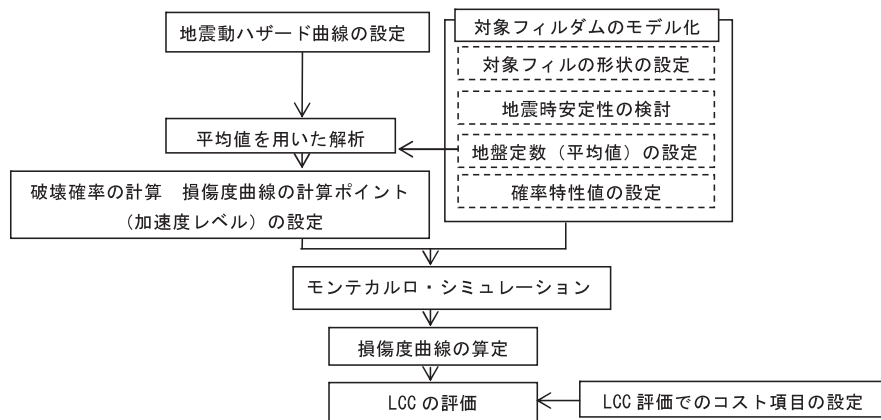 地震動ハザード曲線の設定
対象フィルダムのモデル化
対象フィルの形状の設定
地震時安定性の検討
平均値を用いた解析
地盤定数（平均値）の設定
確率特性値の設定
破壊確率の計算　損傷度曲線の計算ポイント
（加速度レベル）の設定
モンテカルロ・シミュレーション
損傷度曲線の算定
LCC の評価
LCC 評価でのコスト項目の設定